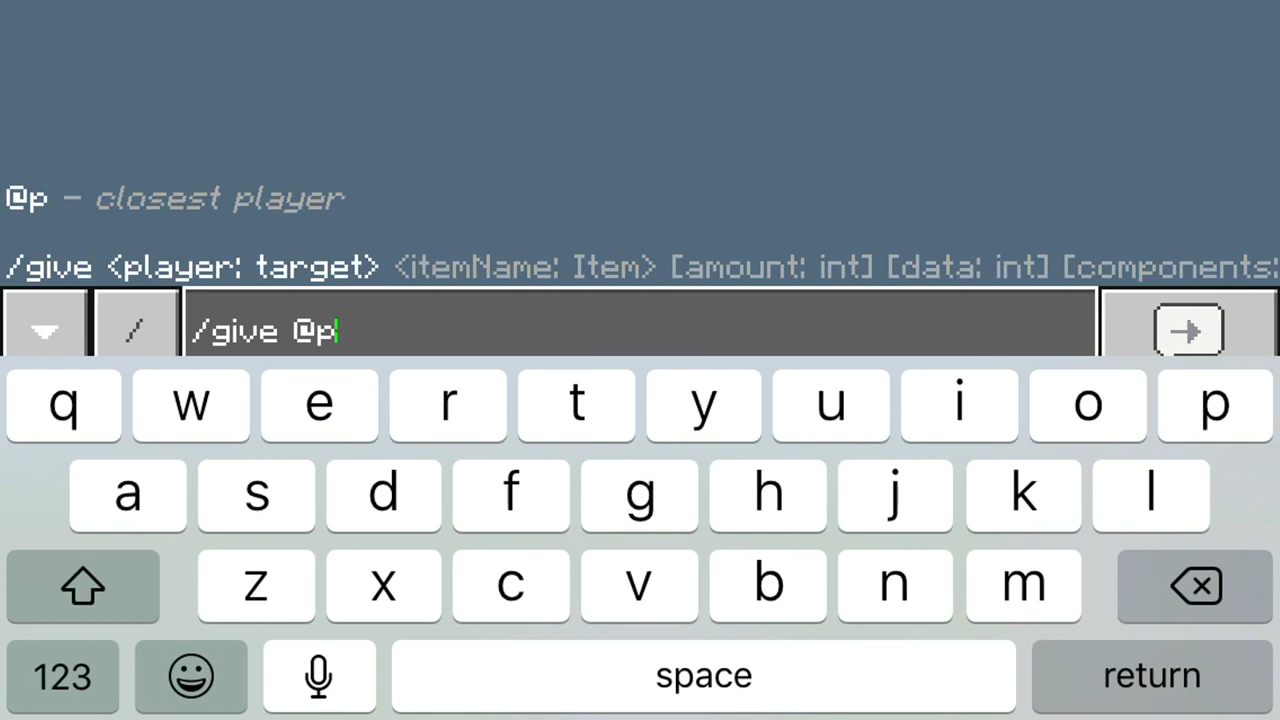 @p - closest player
/give <player: target> <itemName: Item> [amount: int] [data: int] [components:
/ /give @p
q w e r t y u i o p
a s d f g h j k l
z x c v b n m
123 space return